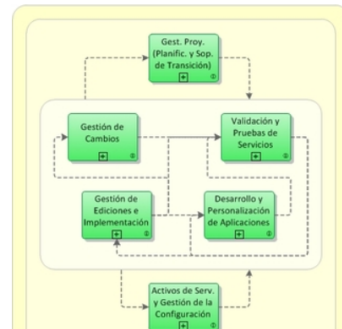 Gest. Proy.
(Planific. y Sop.
de Transición)
Gestión de
Cambios
Validación y
Pruebas de
Servicios
Gestión de
Ediciones e
Implementación
Desarrollo y
Personalización
de Aplicaciones
Activos de Serv.
y Gestión de la
Configuración